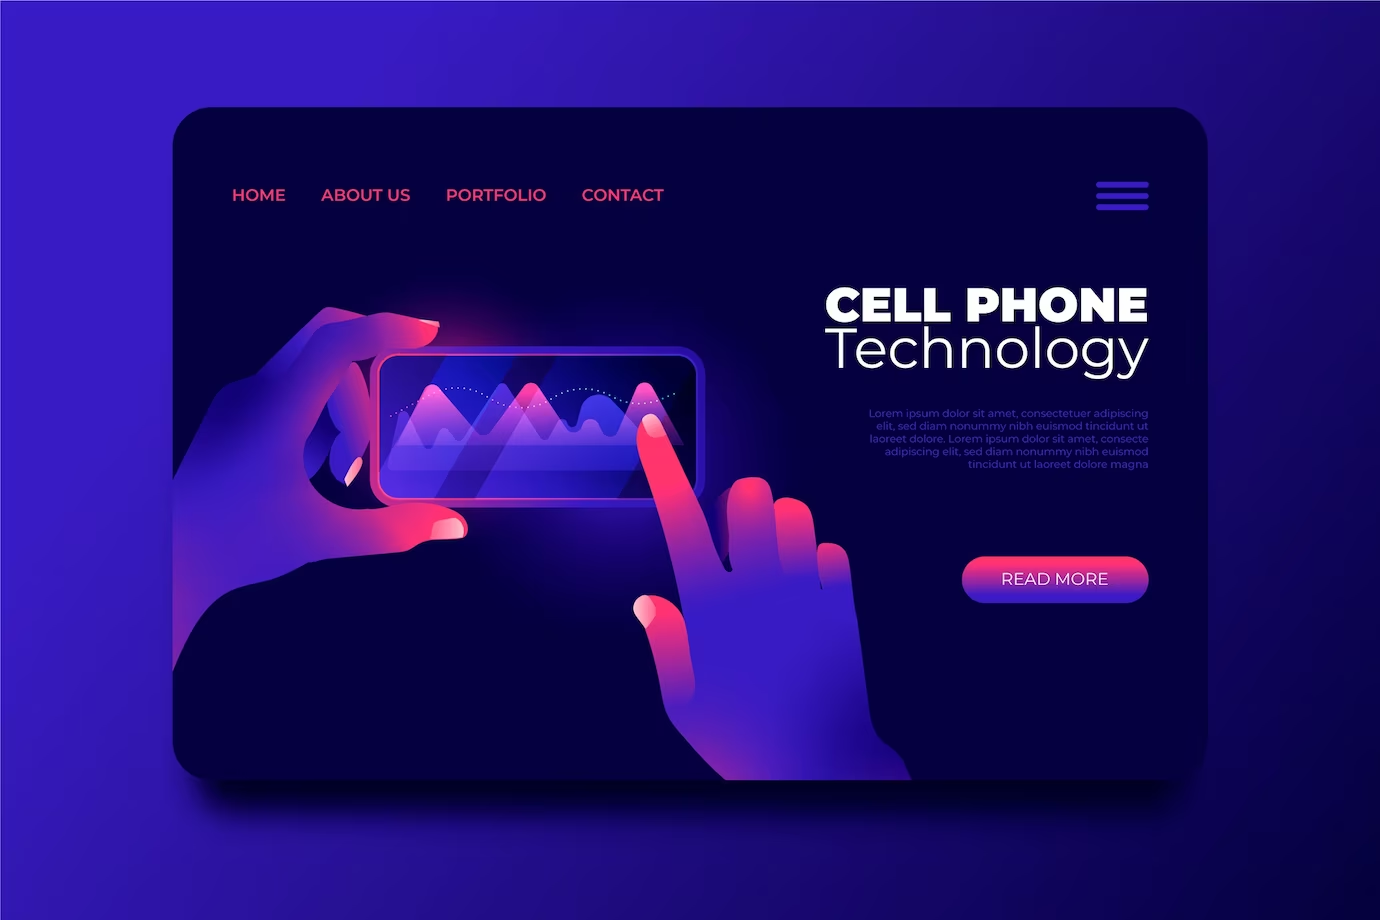 HOME ABOUT US PORTFOLIO CONTACT
CELL PHONE
Technology
Lorem ipsum dolor sit amet, consectetuer adipiscing
elit, sed diam nonummy nibh euismod tincidunt ut
laoreet dolore. Lorem ipsum dolor sit amet, consecte
adipiscing elit, sed diam nonummy nibh euismod
tincidunt ut laoreet dolore magna
READ MORE